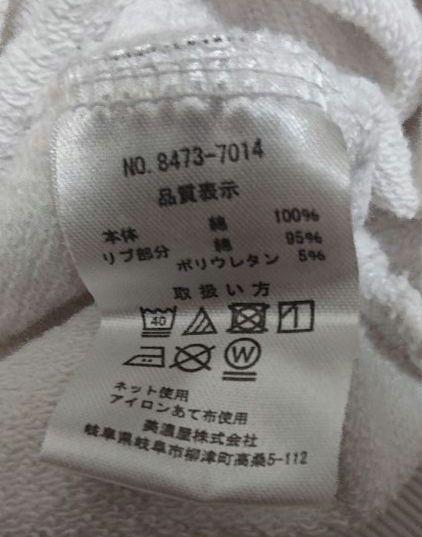 NO.8473-7014
品質表示
本体 綿 100%
リブ部分 綿 95%
ポリウレタン 5%
取扱い方
40
W
ネット使用
アイロンあて布使用
美濃屋株式会社
岐阜県岐阜市柳津町高桑5-112